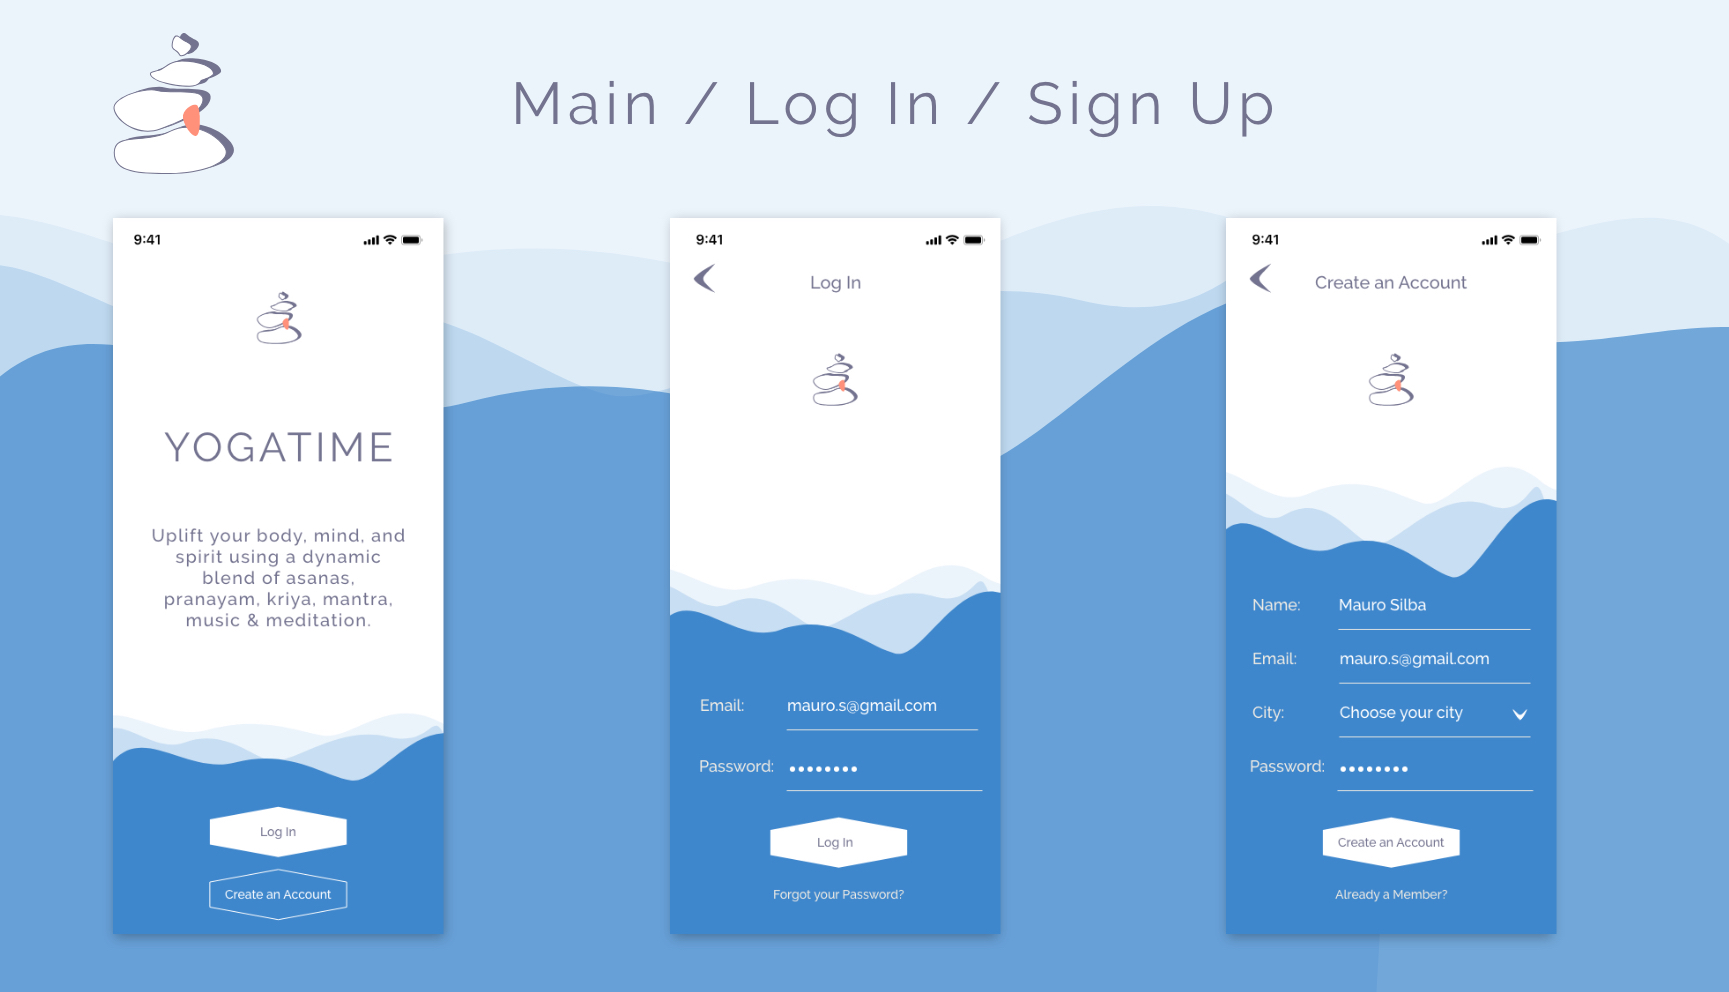 Main / Log In / Sign Up
9:41
YOGATIME
Uplift your body, mind, and
spirit using a dynamic
blend of asanas,
pranayam, kriya, mantra,
music & meditation.
Log In
Create an Account
9:41
Log In
Email: mauro.s@gmail.com
Password: ••••••••
Log In
Forgot your Password?
9:41
Create an Account
Name: Mauro Silba
Email: mauro.s@gmail.com
City: Choose your city
Password: ••••••••
Create an Account
Already a Member?